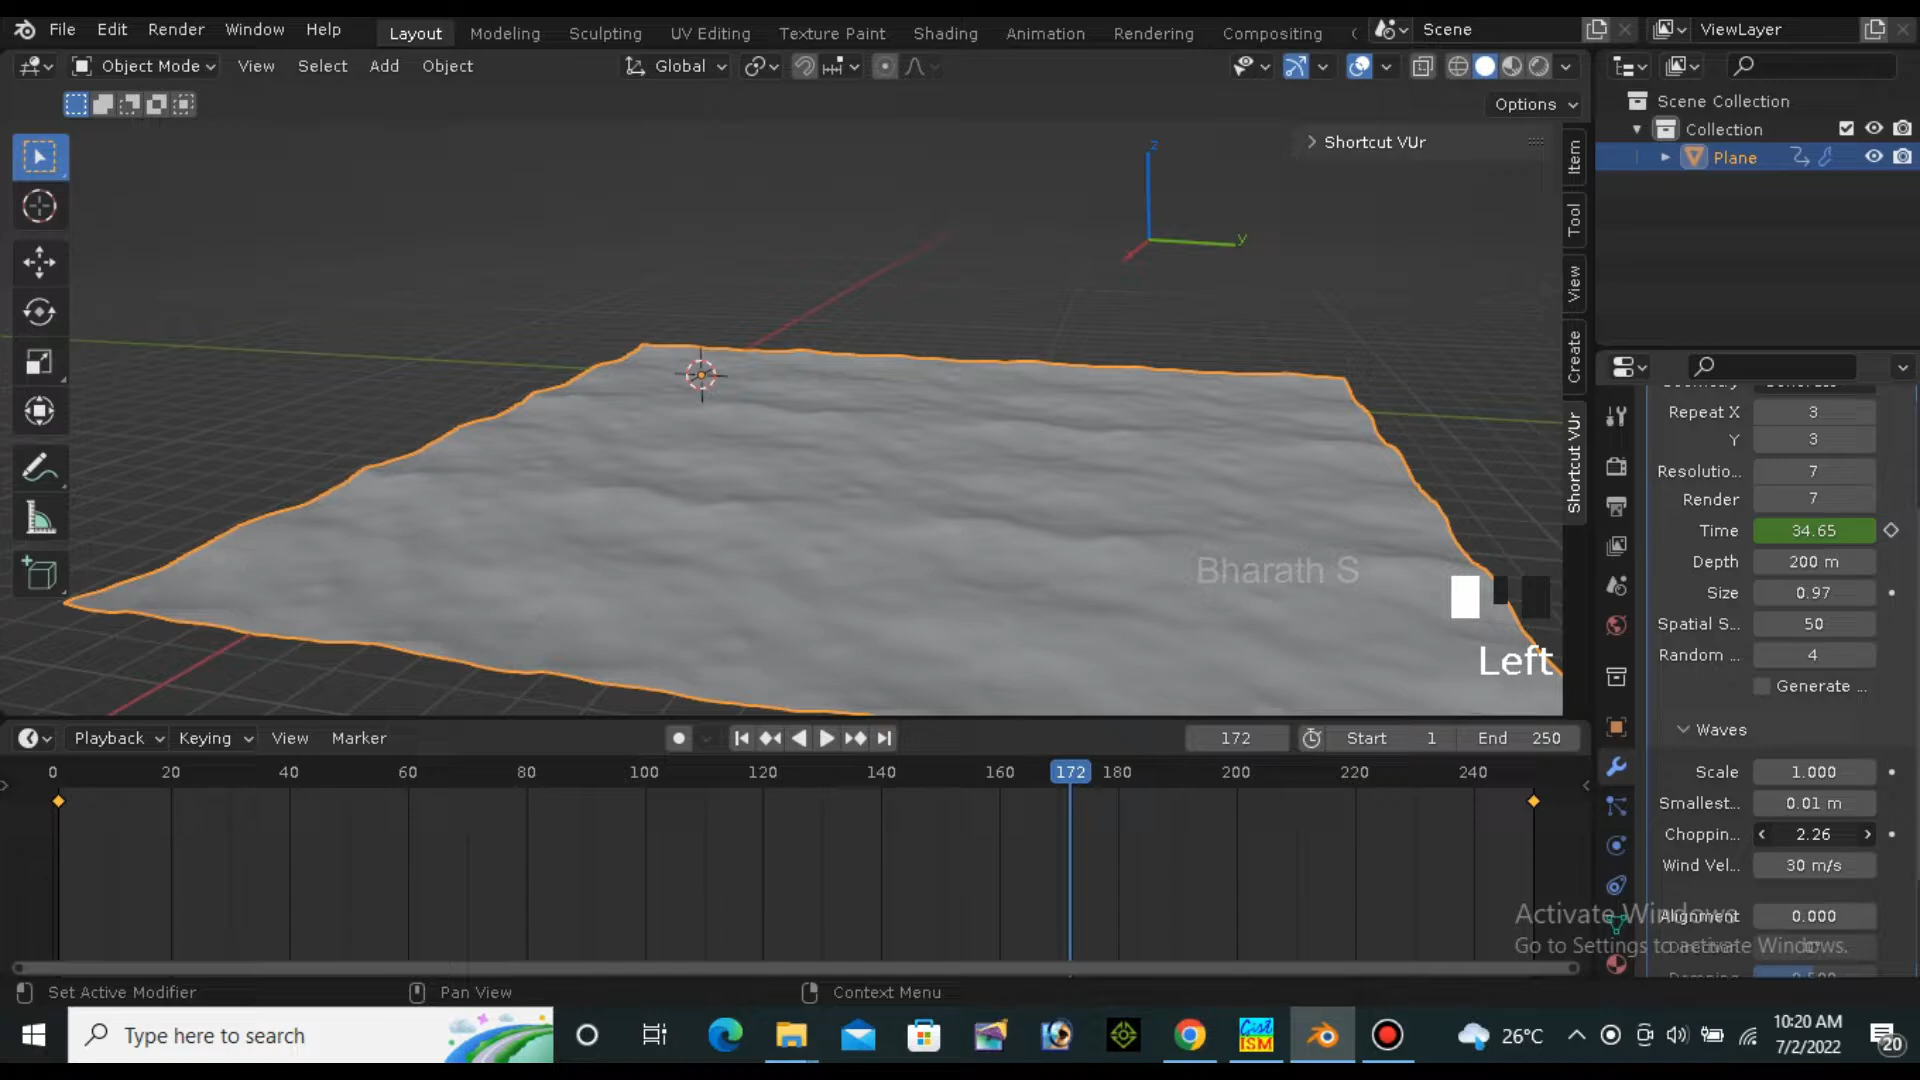 File Edit Render Window Help Layout Modeling Sculpting UV Editing Texture Paint Shading Animation Rendering Compositing Scene ViewLayer
Object Mode View Select Add Object Global
Options
Shortcut VUr
Item
Tool
View
Create
Shortcut VUr
z
y
Scene Collection
Collection
Plane
Repeat X 3
Y 3
Resolutio... 7
Render 7
Time 34.65
Depth 200 m
Size 0.97
Spatial S... 50
Random ... 4
Generate ...
Waves
Scale 1.000
Smallest... 0.01 m
Choppin... 2.26
Wind Vel... 30 m/s
Alignment 0.000
Bharath S
Left
Playback Keying View Marker 172 Start 1 End 250
0 20 40 60 80 100 120 140 160 172 180 200 220 240
Activate Windows
Go to Settings to activate Windows.
Set Active Modifier Pan View Context Menu
Type here to search
Gist
ISM
26°C
10:20 AM
7/2/2022
20